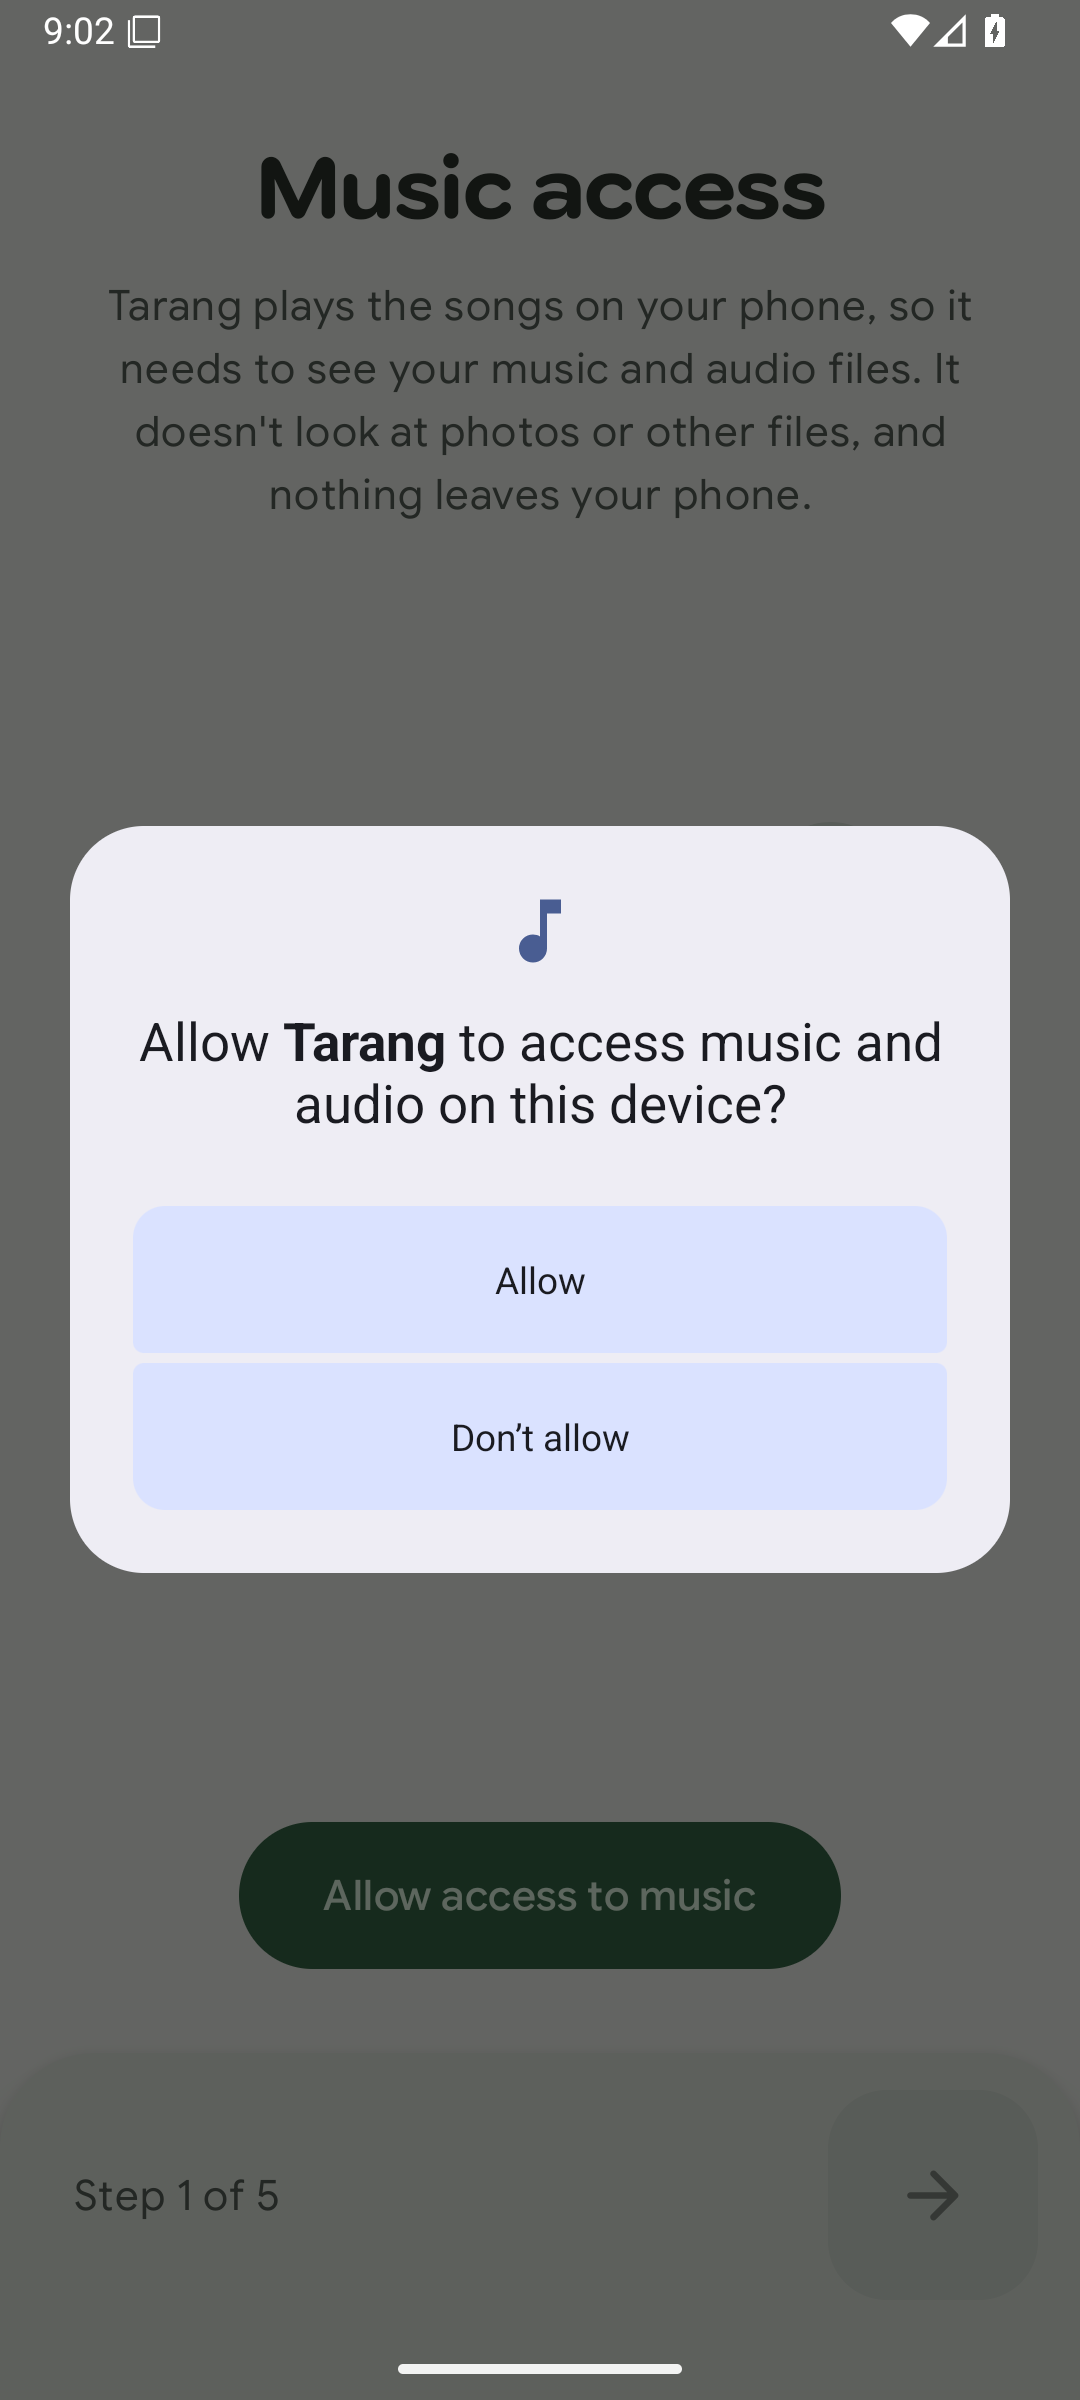 9:02
Music access
Tarang plays the songs on your phone, so it
needs to see your music and audio files. It
doesn't look at photos or other files, and
nothing leaves your phone.
Allow Tarang to access music and
audio on this device?
Allow
Don’t allow
Allow access to music
Step 1 of 5